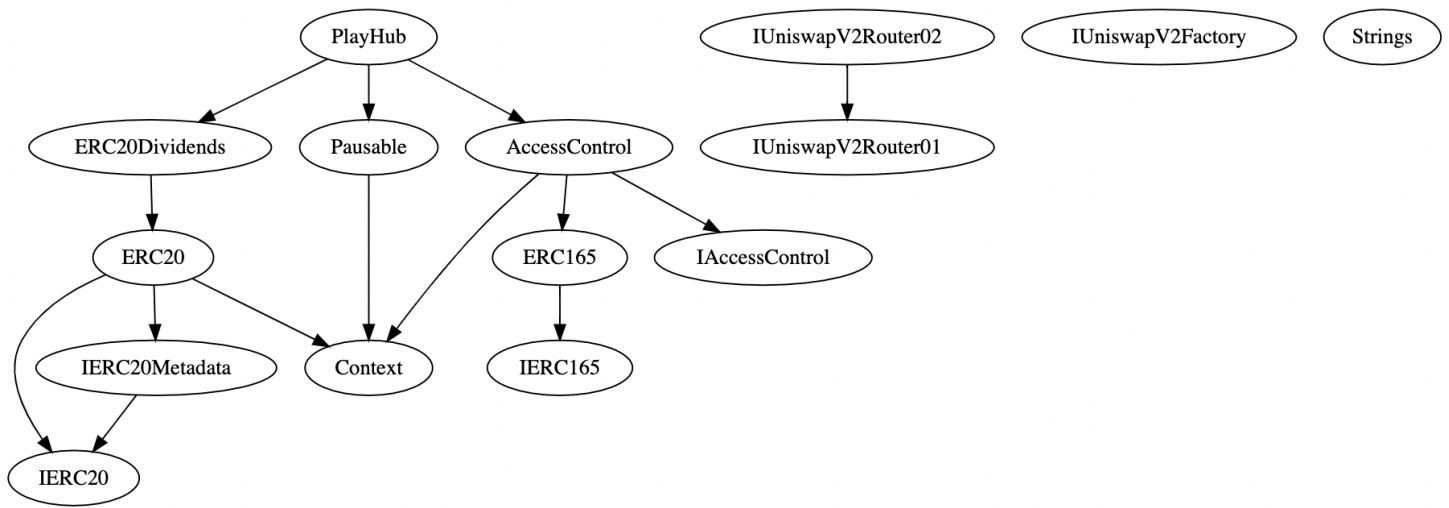 PlayHub
IUniswapV2Router02
IUniswapV2Factory
Strings
ERC20Dividends
Pausable
AccessControl
IUniswapV2Router01
ERC20
ERC165
IAccessControl
IERC20Metadata
Context
IERC165
IERC20